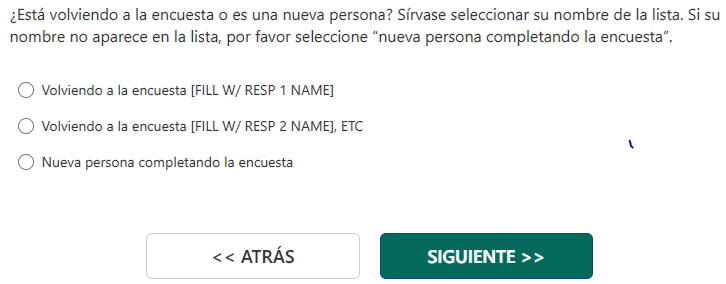 ¿Está volviendo a la encuesta o es una nueva persona? Sírvase seleccionar su nombre de la lista. Si su
nombre no aparece en la lista, por favor seleccione “nueva persona completando la encuesta”.
Volviendo a la encuesta [FILL W/ RESP 1 NAME]
Volviendo a la encuesta [FILL W/ RESP 2 NAME], ETC
Nueva persona completando la encuesta
<< ATRÁS
SIGUIENTE >>